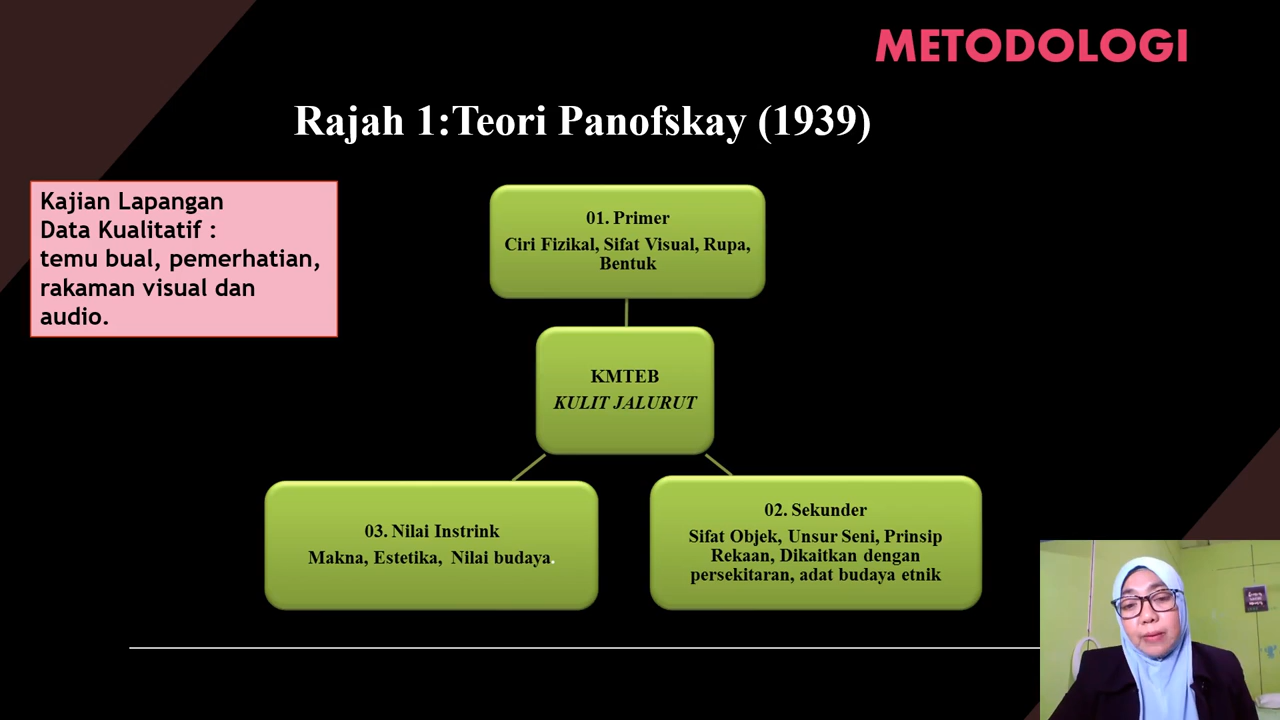 METODOLOGI
Rajah 1:Teori Panofskay (1939)
Kajian Lapangan
Data Kualitatif :
temu bual, pemerhatian,
rakaman visual dan
audio.
01. Primer
Ciri Fizikal, Sifat Visual, Rupa,
Bentuk
KMTEB
KULIT JALURUT
03. Nilai Instrink
Makna, Estetika, Nilai budaya.
02. Sekunder
Sifat Objek, Unsur Seni, Prinsip
Rekaan, Dikaitkan dengan
persekitaran, adat budaya etnik